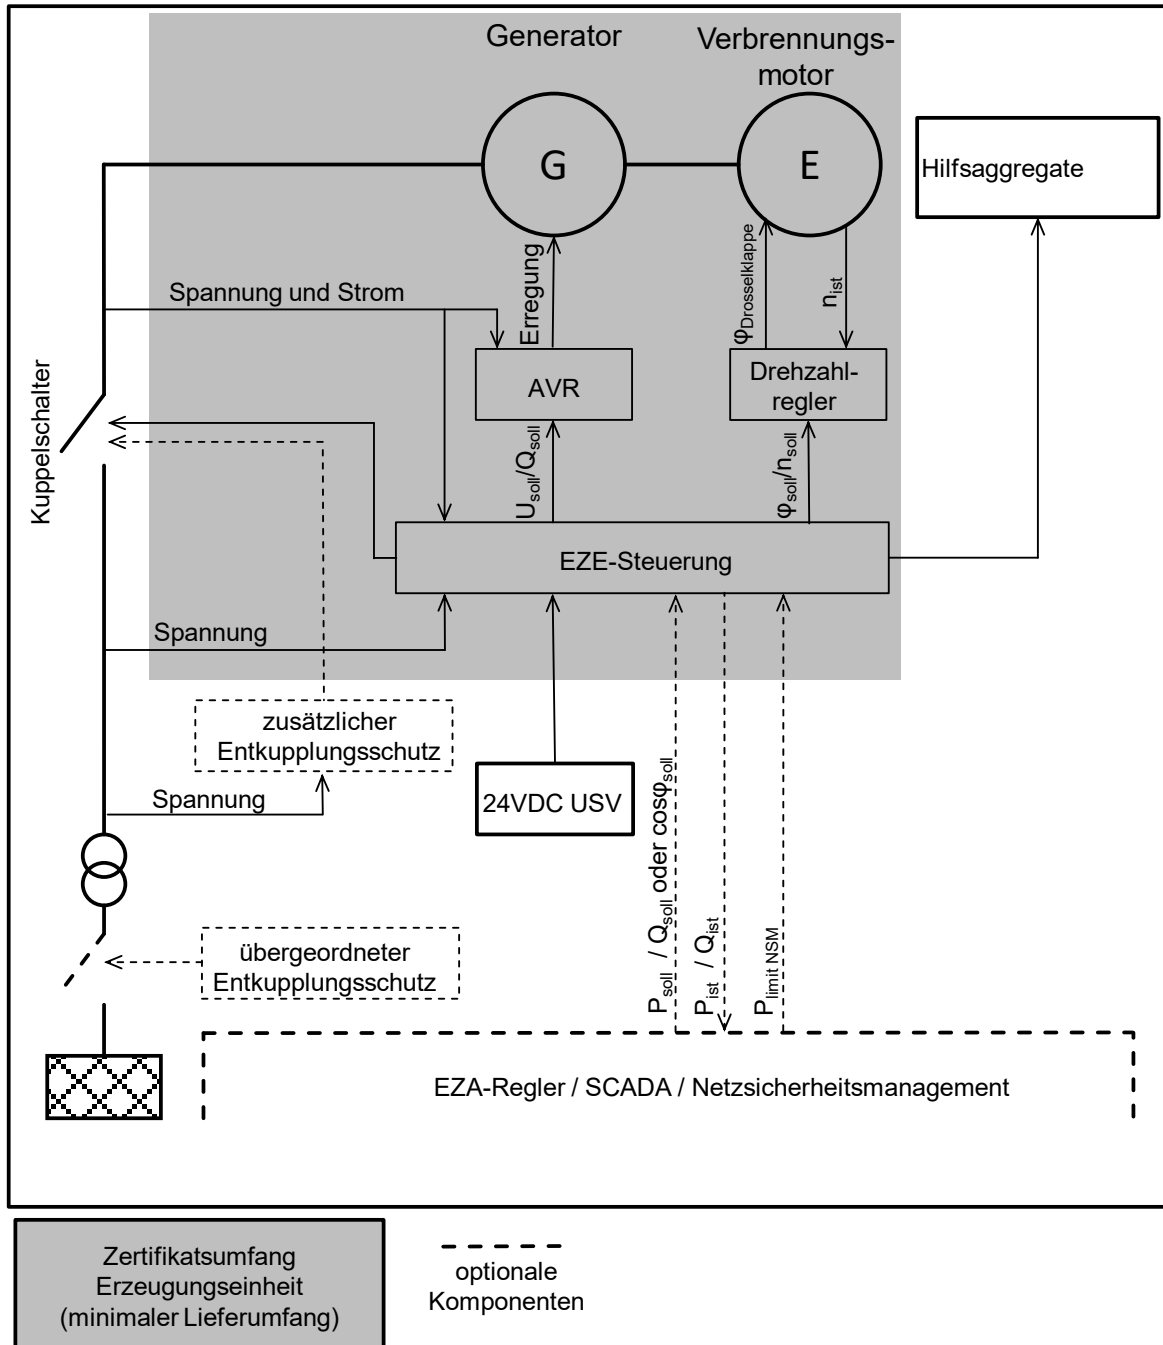 Generator
Verbrennungs-
motor
G
E
Hilfsaggregate
Spannung und Strom
Erregung
φDrosselklappe
nist
Kuppelschalter
AVR
Drehzahl-
regler
Usoll/Qsoll
φsoll/nsoll
EZE-Steuerung
Spannung
zusätzlicher
Entkupplungsschutz
Spannung
24VDC USV
Psoll / Qsoll oder cosφsoll
Pist / Qist
Plimit NSM
übergeordneter
Entkupplungsschutz
EZA-Regler / SCADA / Netzsicherheitsmanagement
Zertifikatsumfang
Erzeugungseinheit
(minimaler Lieferumfang)
optionale
Komponenten